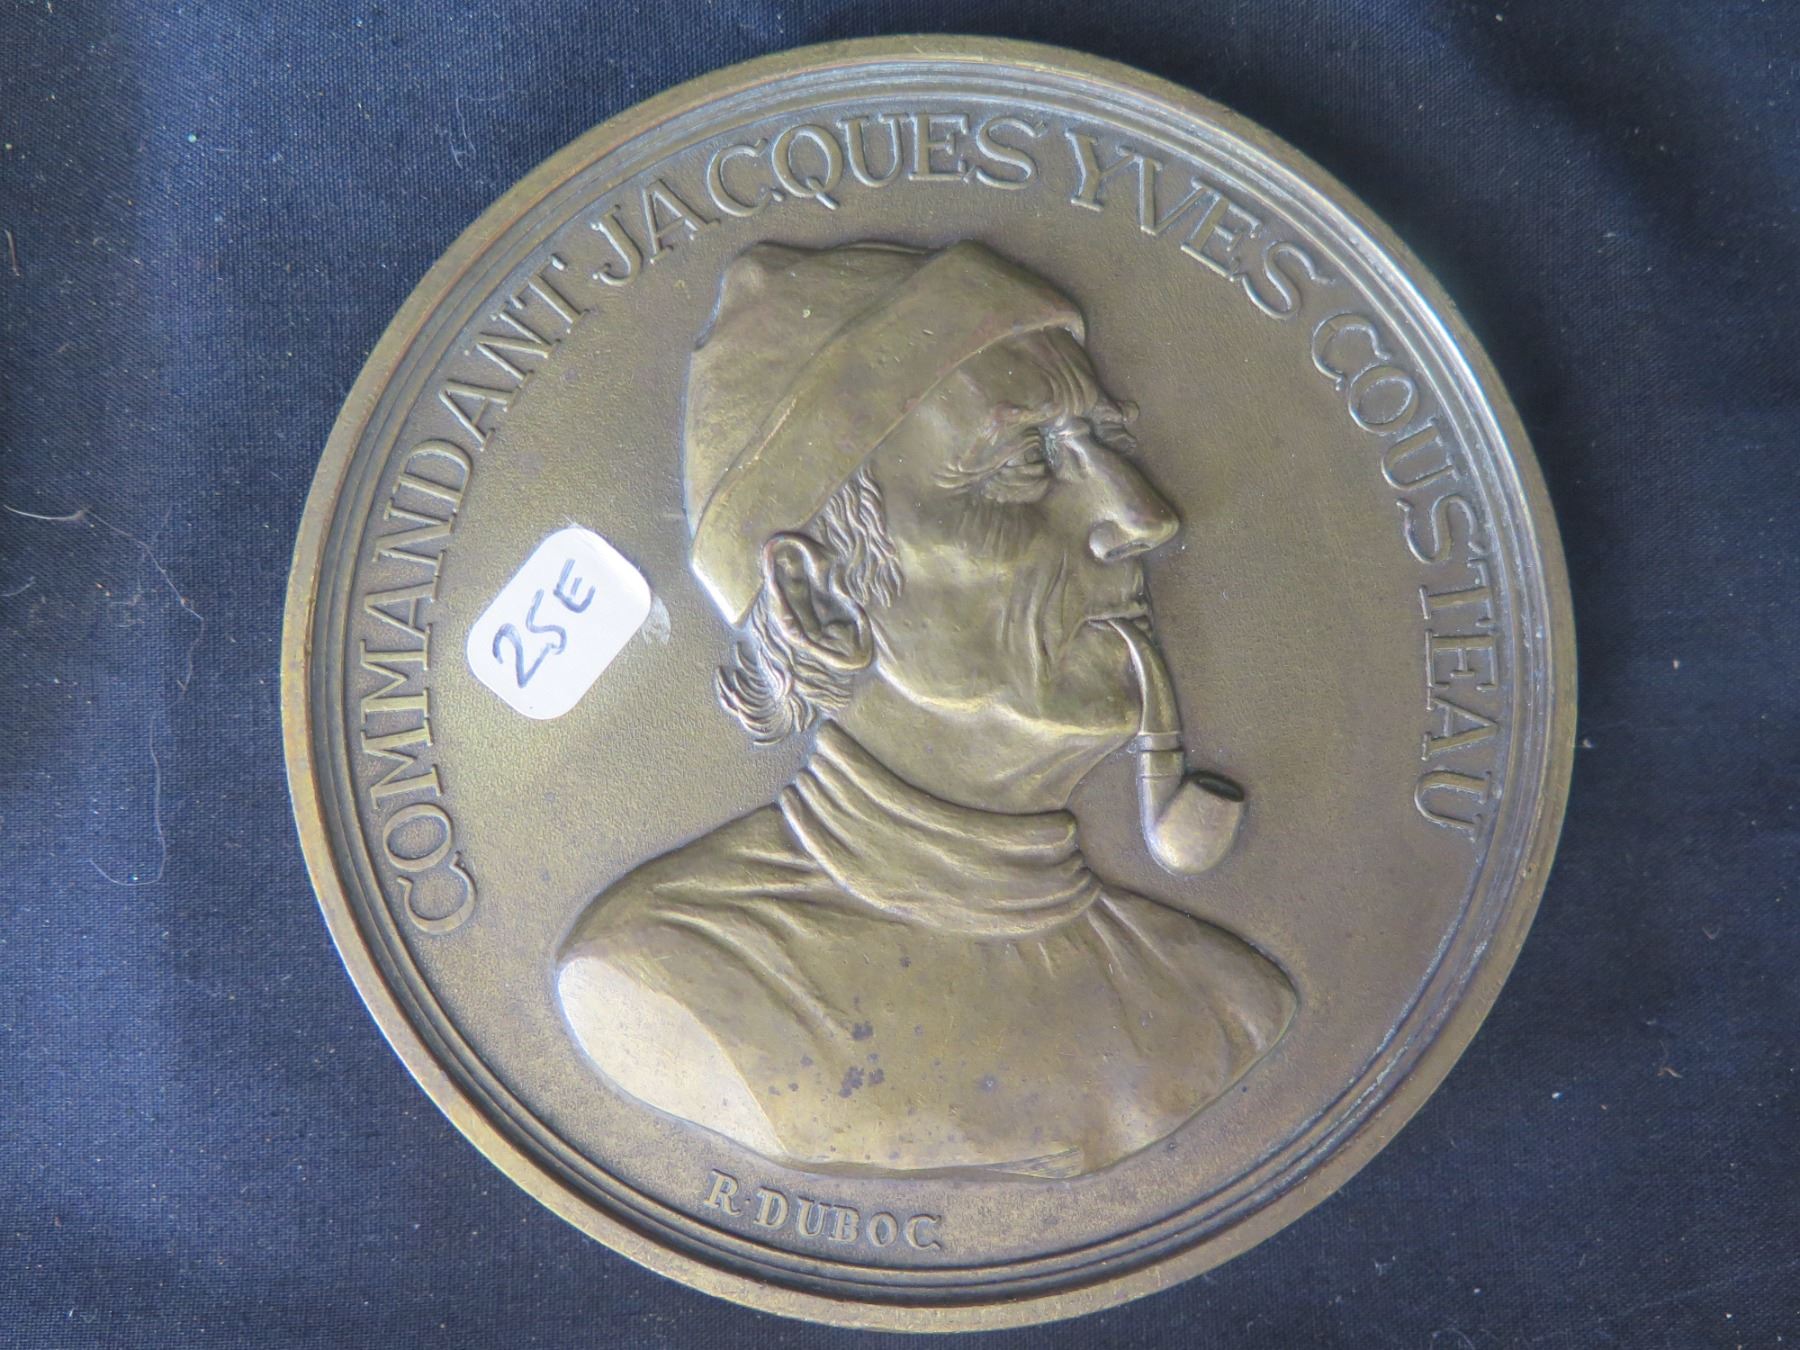 COMMANDANT JACQUES YVES COUSTEAU
25E
R·DUBOC